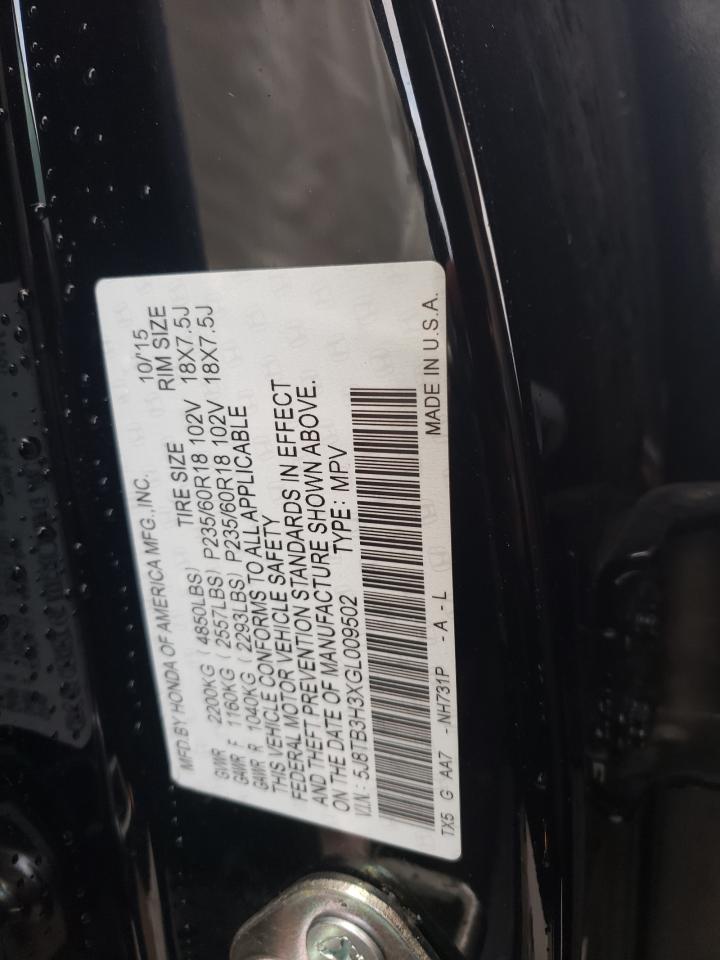 MFD.BY HONDA OF AMERICA MFG.,INC. 10/'15
TIRE SIZE RIM SIZE
GVWR 2200KG (4850LBS)
GAWR F 1160KG (2557LBS) P235/60R18 102V 18X7.5J
GAWR R 1040KG (2293LBS) P235/60R18 102V 18X7.5J
THIS VEHICLE CONFORMS TO ALL APPLICABLE
FEDERAL MOTOR VEHICLE SAFETY
AND THEFT PREVENTION STANDARDS IN EFFECT
ON THE DATE OF MANUFACTURE SHOWN ABOVE.
V.I.N.: 5J8TB3H3XGL009502 TYPE: MPV
TX5 G AA7 -NH731P -A-L MADE IN U.S.A.